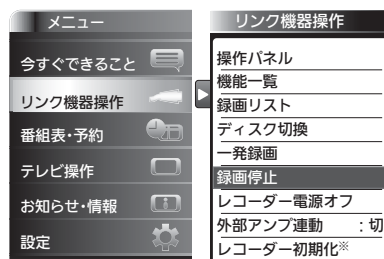 メニュー
今すぐできること
リンク機器操作
番組表･予約
テレビ操作
お知らせ･情報
設定
リンク機器操作
操作パネル
機能一覧
録画リスト
ディスク切換
一発録画
録画停止
レコーダー電源オフ
外部アンプ連動 :切
レコーダー初期化※